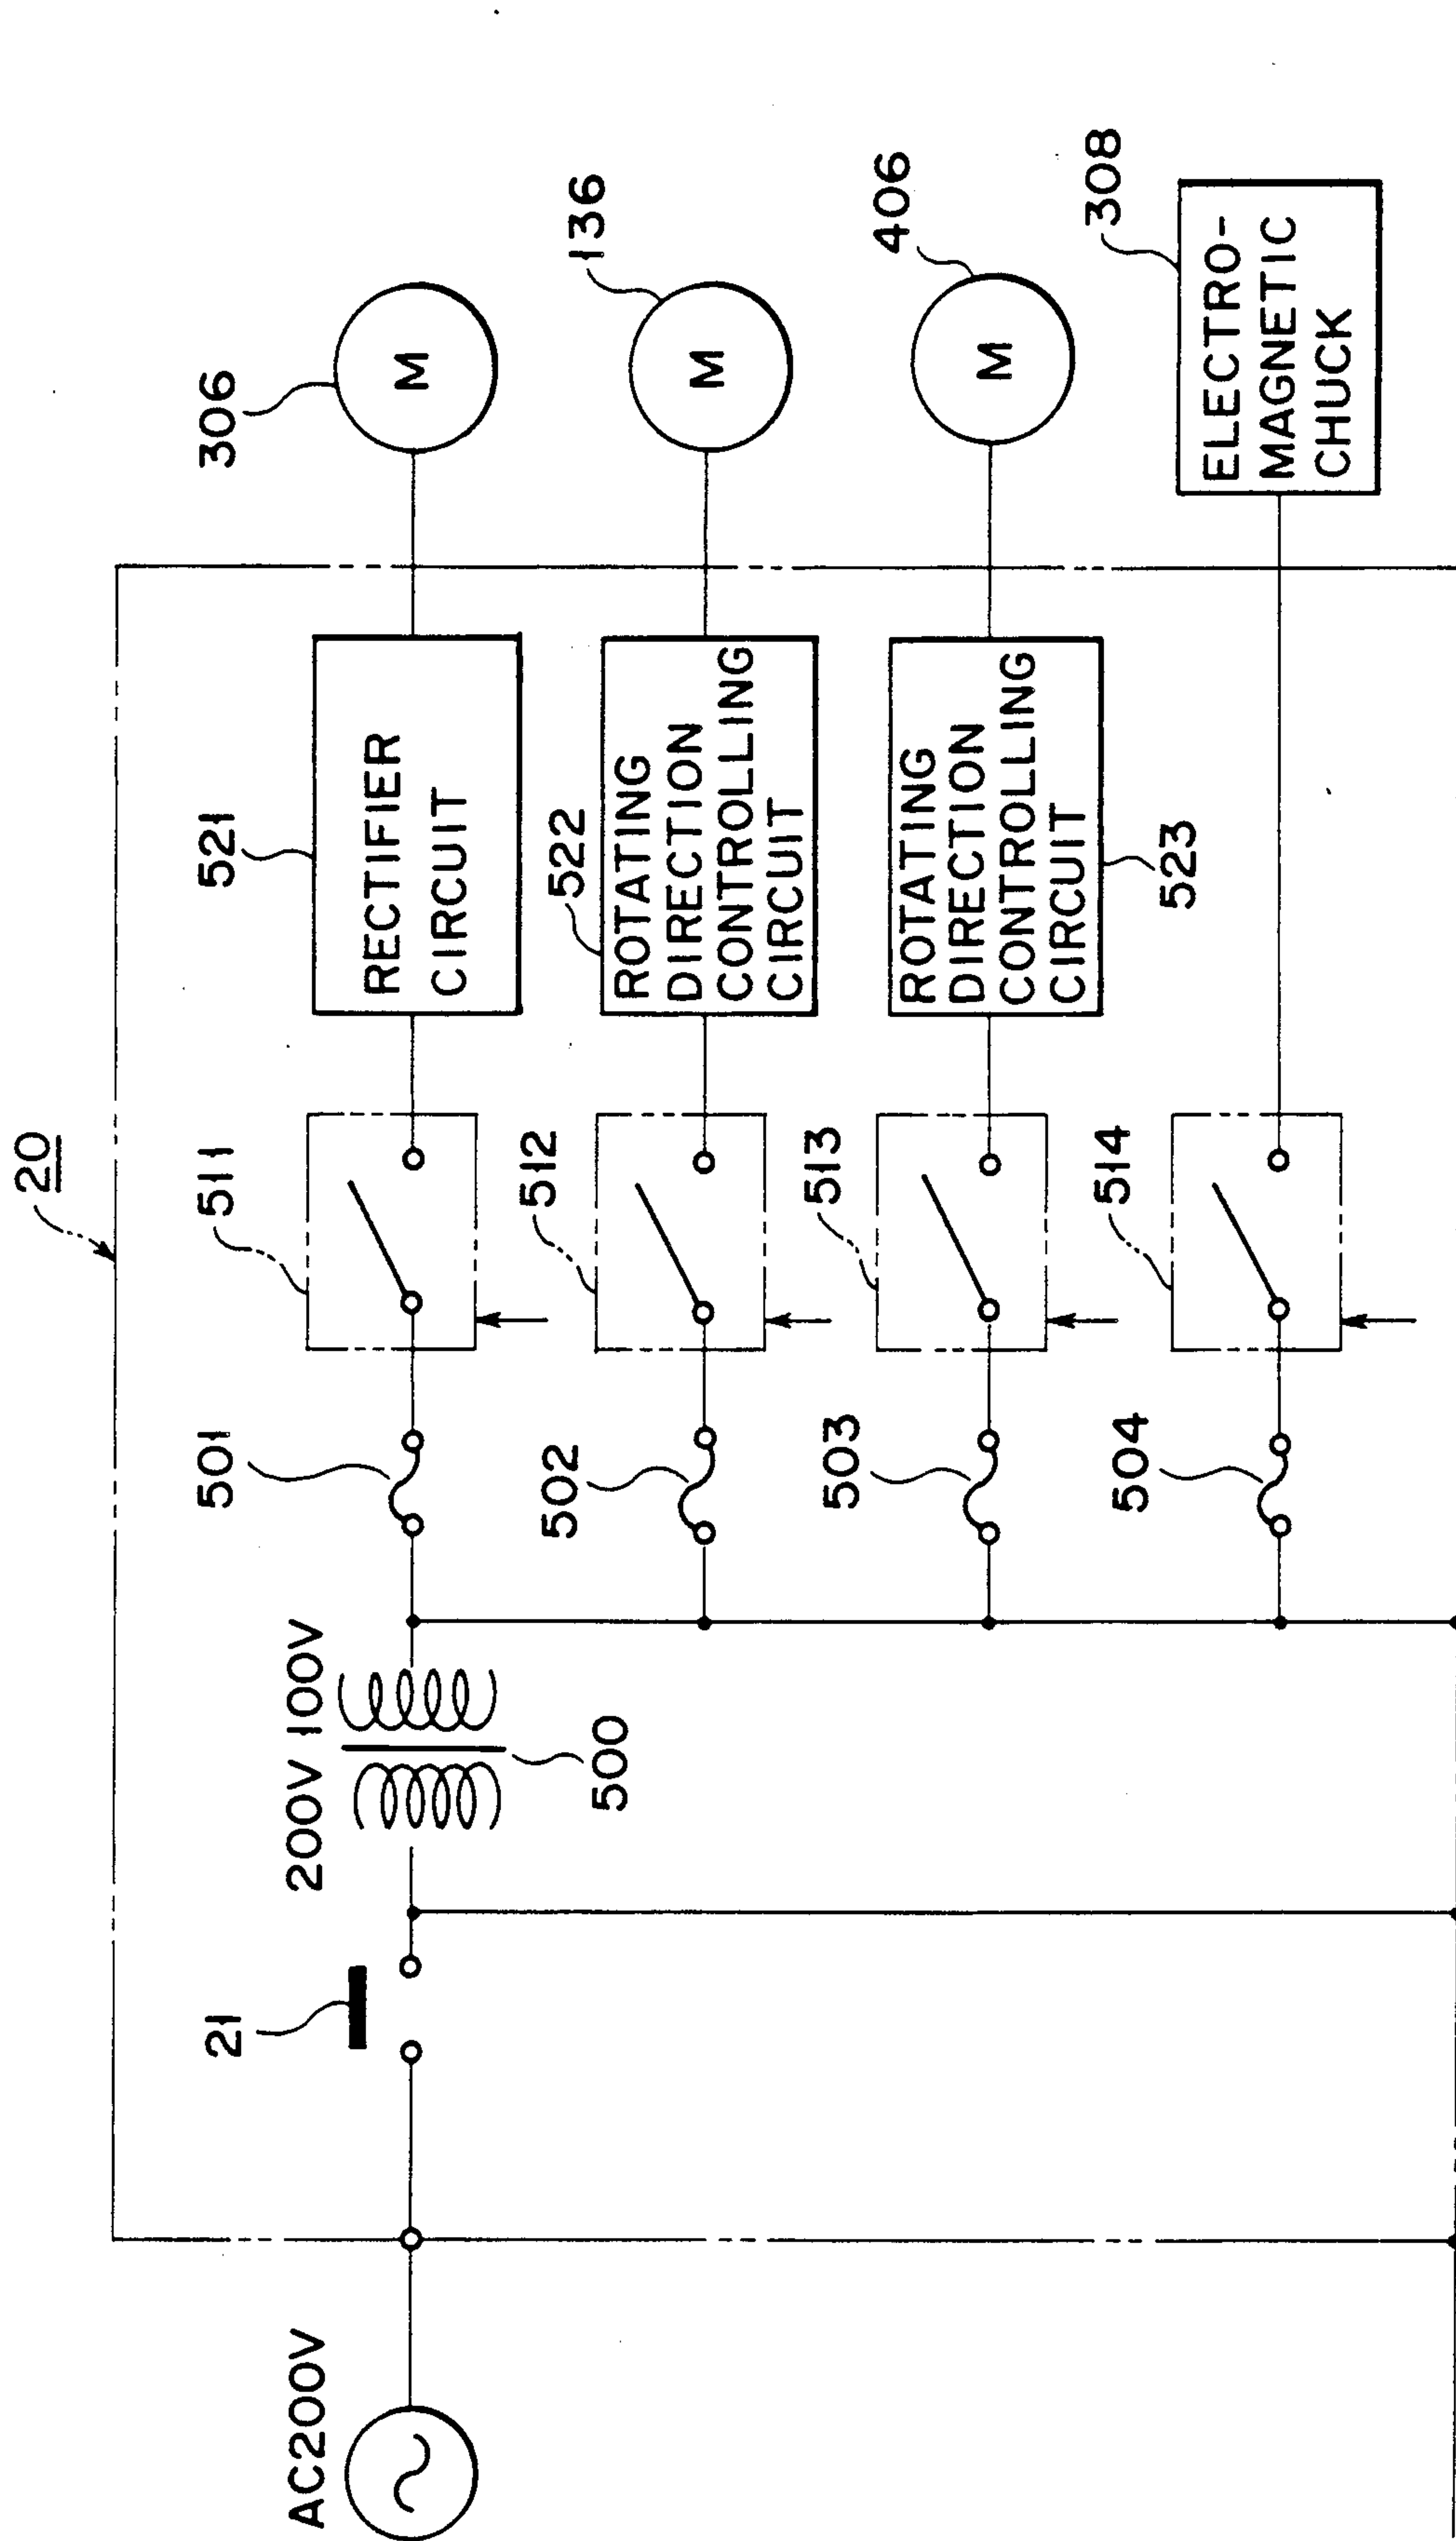 20
AC200V
21
200V 100V
500
501
511
521
RECTIFIER
CIRCUIT
306
M
502
512
522
ROTATING
DIRECTION
CONTROLLING
CIRCUIT
136
M
503
513
523
ROTATING
DIRECTION
CONTROLLING
CIRCUIT
406
M
504
514
308
ELECTRO-
MAGNETIC
CHUCK